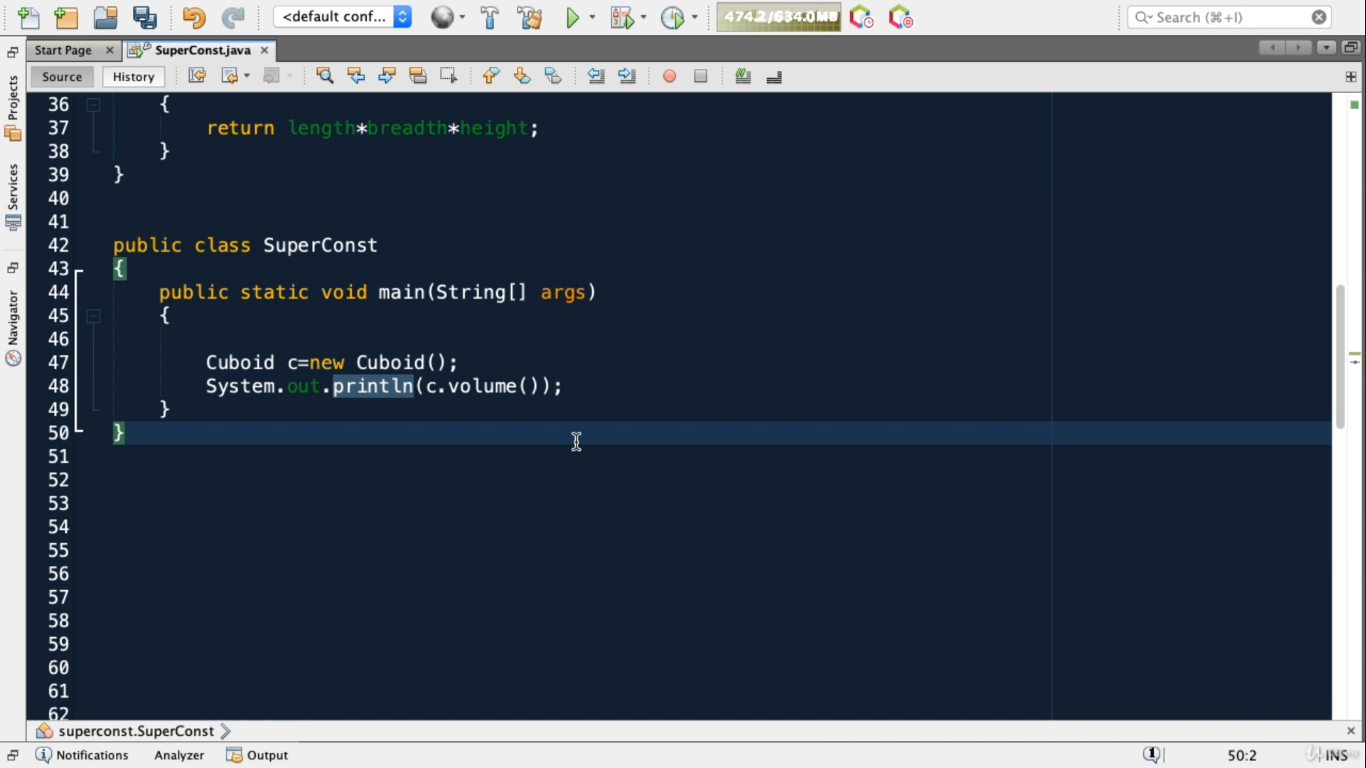 <default conf...
474.2/634.0MB
Search (⌘+I)
Start Page
SuperConst.java
Source
History
Projects
Services
Navigator
36 {
37 return length*breadth*height;
38 }
39 }
40
41
42 public class SuperConst
43 {
44 public static void main(String[] args)
45 {
46
47 Cuboid c=new Cuboid();
48 System.out.println(c.volume());
49 }
50 }
51
52
53
54
55
56
57
58
59
60
61
62
superconst.SuperConst
Notifications
Analyzer
Output
1
50:2
INS